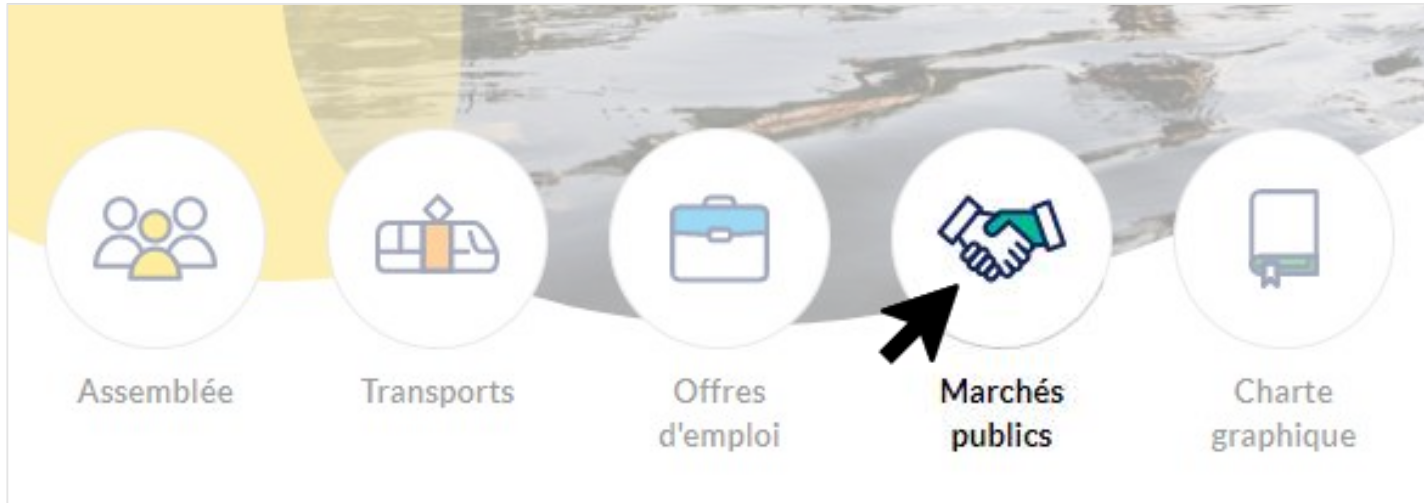 Assemblée
Transports
Offres
d'emploi
Marchés
publics
Charte
graphique